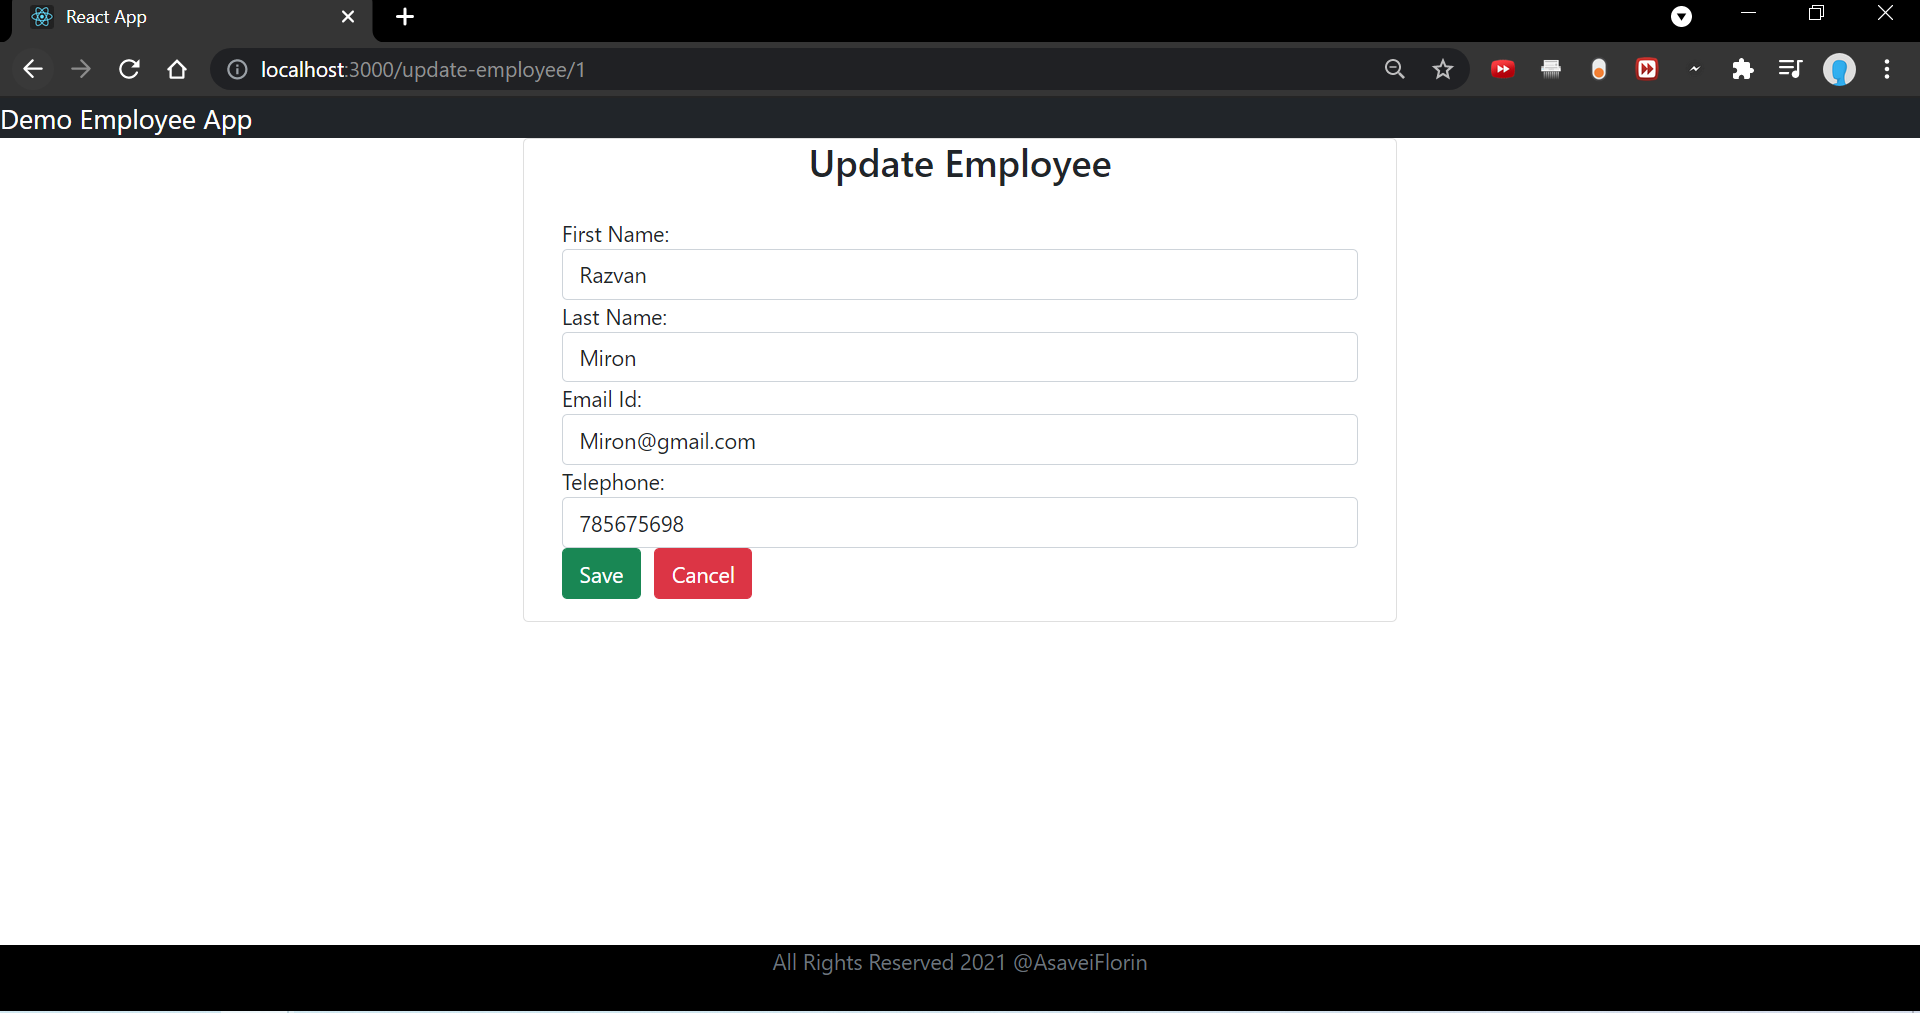 React App
localhost:3000/update-employee/1
Demo Employee App
Update Employee
First Name:
Razvan
Last Name:
Miron
Email Id:
Miron@gmail.com
Telephone:
785675698
Save Cancel
All Rights Reserved 2021 @AsaveiFlorin